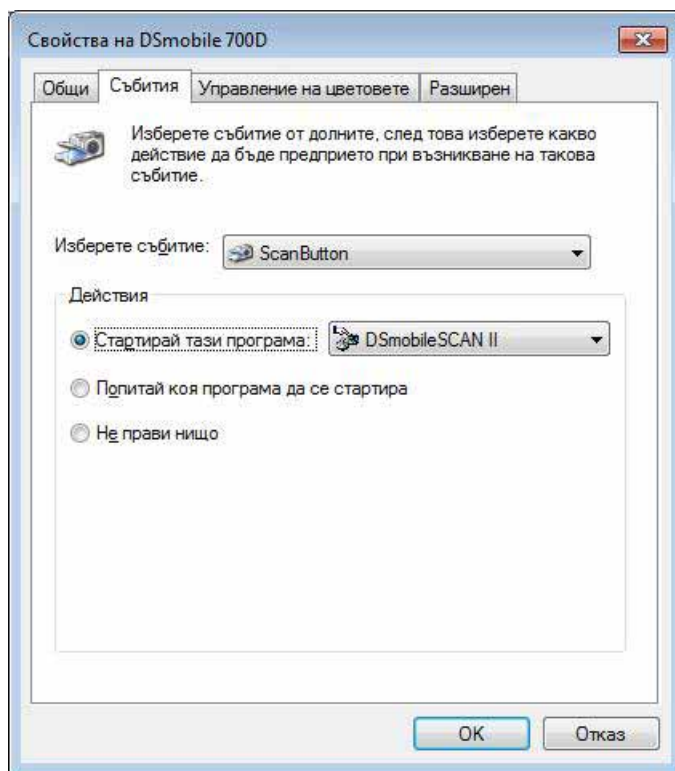 Свойства на DSmobile 700D
Общи Събития Управление на цветовете Разширен
Изберете събитие от долните, след това изберете какво
действие да бъде предприето при възникване на такова
събитие.
Изберете събитие: ScanButton
Действия
Стартирай тази програма: DSmobileSCAN II
Попитай коя програма да се стартира
Не прави нищо
OK Отказ